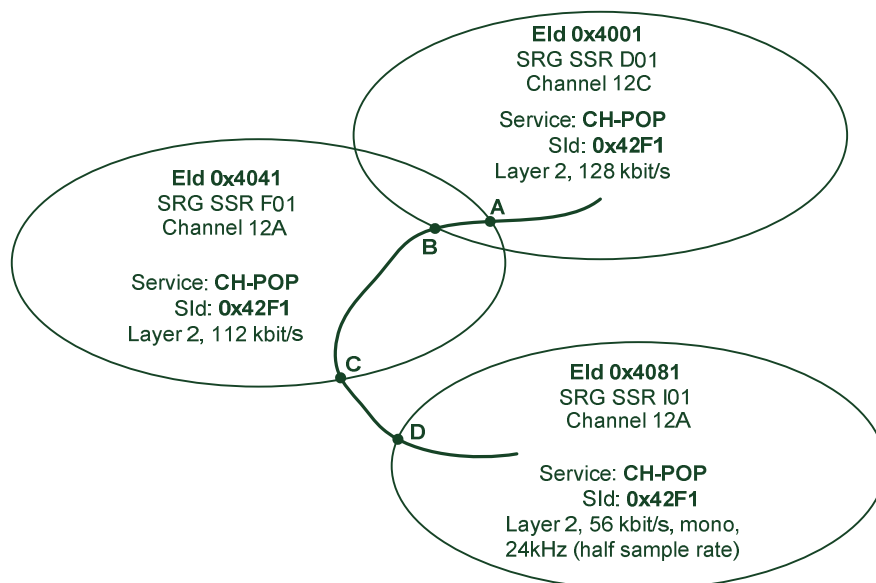 EId 0x4001
SRG SSR D01
Channel 12C
Service: CH-POP
SId: 0x42F1
Layer 2, 128 kbit/s
A
B
EId 0x4041
SRG SSR F01
Channel 12A
Service: CH-POP
SId: 0x42F1
Layer 2, 112 kbit/s
C
D
EId 0x4081
SRG SSR I01
Channel 12A
Service: CH-POP
SId: 0x42F1
Layer 2, 56 kbit/s, mono,
24kHz (half sample rate)